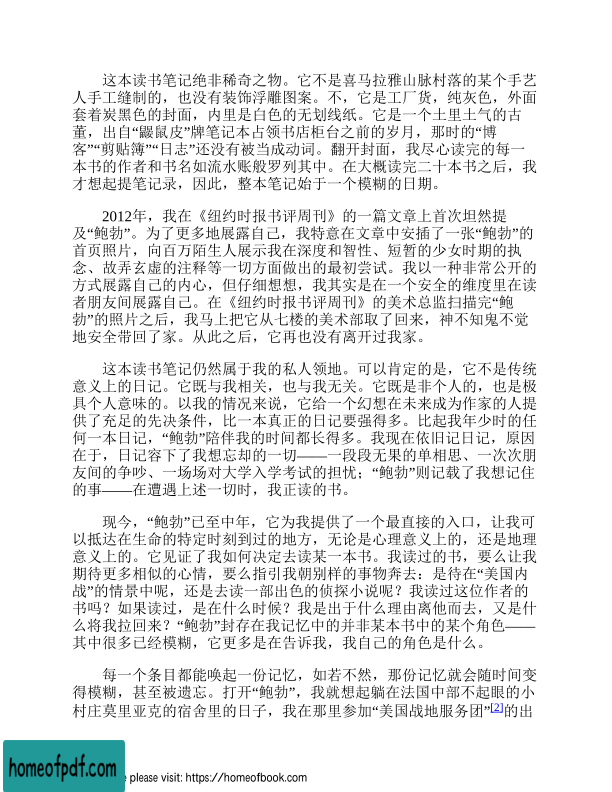 这本读书笔记绝非稀奇之物。它不是喜马拉雅山脉村落的某个手艺
人手工缝制的，也没有装饰浮雕图案。不，它是工厂货，纯灰色，外面
套着炭黑色的封面，内里是白色的无划线纸。它是一个土里土气的古
董，出自“鼹鼠皮”牌笔记本占领书店柜台之前的岁月，那时的“博
客”“剪贴簿”“日志”还没有被当成动词。翻开封面，我尽心读完的每一
本书的作者和书名如流水账般罗列其中。在大概读完二十本书之后，我
才想起提笔记录，因此，整本笔记始于一个模糊的日期。
2012年，我在《纽约时报书评周刊》的一篇文章上首次坦然提
及“鲍勃”。为了更多地展露自己，我特意在文章中安插了一张“鲍勃”的
首页照片，向百万陌生人展示我在深度和智性、短暂的少女时期的执
念、故弄玄虚的注释等一切方面做出的最初尝试。我以一种非常公开的
方式展露自己的内心，但仔细想想，我其实是在一个安全的维度里在读
者朋友间展露自己。在《纽约时报书评周刊》的美术总监扫描完“鲍
勃”的照片之后，我马上把它从七楼的美术部取了回来，神不知鬼不觉
地安全带回了家。从此之后，它再也没有离开过我家。
这本读书笔记仍然属于我的私人领地。可以肯定的是，它不是传统
意义上的日记。它既与我相关，也与我无关。它既是非个人的，也是极
具个人意味的。以我的情况来说，它给一个幻想在未来成为作家的人提
供了充足的先决条件，比一本真正的日记要强得多。比起我年少时的任
何一本日记，“鲍勃”陪伴我的时间都长得多。我现在依旧记日记，原因
在于，日记容下了我想忘却的一切——一段段无果的单相思、一次次朋
友间的争吵、一场场对大学入学考试的担忧；“鲍勃”则记载了我想记住
的事——在遭遇上述一切时，我正读的书。
现今，“鲍勃”已至中年，它为我提供了一个最直接的入口，让我可
以抵达在生命的特定时刻到过的地方，无论是心理意义上的，还是地理
意义上的。它见证了我如何决定去读某一本书。我读过的书，要么让我
期待更多相似的心情，要么指引我朝别样的事物奔去：是待在“美国内
战”的情景中呢，还是去读一部出色的侦探小说呢？我读过这位作者的
书吗？如果读过，是在什么时候？我是出于什么理由离他而去，又是什
么将我拉回来？“鲍勃”封存在我记忆中的并非某本书中的某个角色——
其中很多已经模糊，它更多是在告诉我，我自己的角色是什么。
每一个条目都能唤起一份记忆，如若不然，那份记忆就会随时间变
得模糊，甚至被遗忘。打开“鲍勃”，我就想起躺在法国中部不起眼的小
村庄莫里亚克的宿舍里的日子，我在那里参加“美国战地服务团”[2]的出
homeofpdf.com
e please visit: https://homeofbook.com